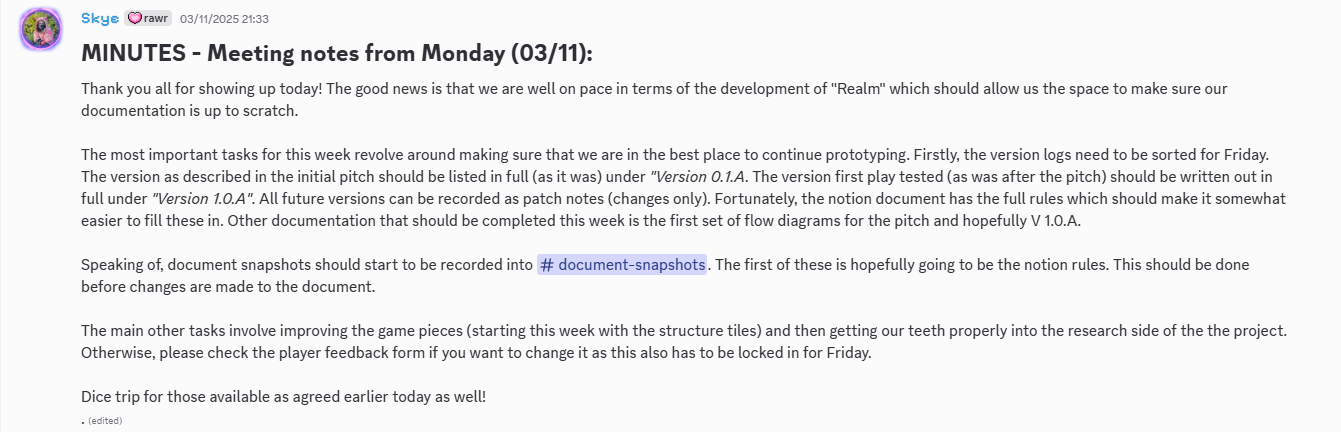 Skye rawr 03/11/2025 21:33
MINUTES - Meeting notes from Monday (03/11):
Thank you all for showing up today! The good news is that we are well on pace in terms of the development of "Realm" which should allow us the space to make sure our
documentation is up to scratch.
The most important tasks for this week revolve around making sure that we are in the best place to continue prototyping. Firstly, the version logs need to be sorted for Friday.
The version as described in the initial pitch should be listed in full (as it was) under "Version 0.1.A. The version first play tested (as was after the pitch) should be written out in
full under "Version 1.0.A". All future versions can be recorded as patch notes (changes only). Fortunately, the notion document has the full rules which should make it somewhat
easier to fill these in. Other documentation that should be completed this week is the first set of flow diagrams for the pitch and hopefully V 1.0.A.
Speaking of, document snapshots should start to be recorded into # document-snapshots. The first of these is hopefully going to be the notion rules. This should be done
before changes are made to the document.
The main other tasks involve improving the game pieces (starting this week with the structure tiles) and then getting our teeth properly into the research side of the the project.
Otherwise, please check the player feedback form if you want to change it as this also has to be locked in for Friday.
Dice trip for those available as agreed earlier today as well!
. (edited)